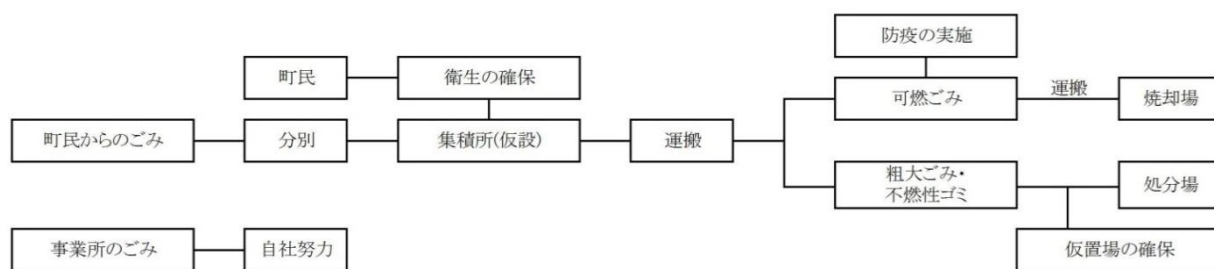 防疫の実施
町民
衛生の確保
可燃ごみ
運搬
焼却場
町民からのごみ
分別
集積所(仮設)
運搬
粗大ごみ・
不燃性ゴミ
処分場
事業所のごみ
自社努力
仮置場の確保